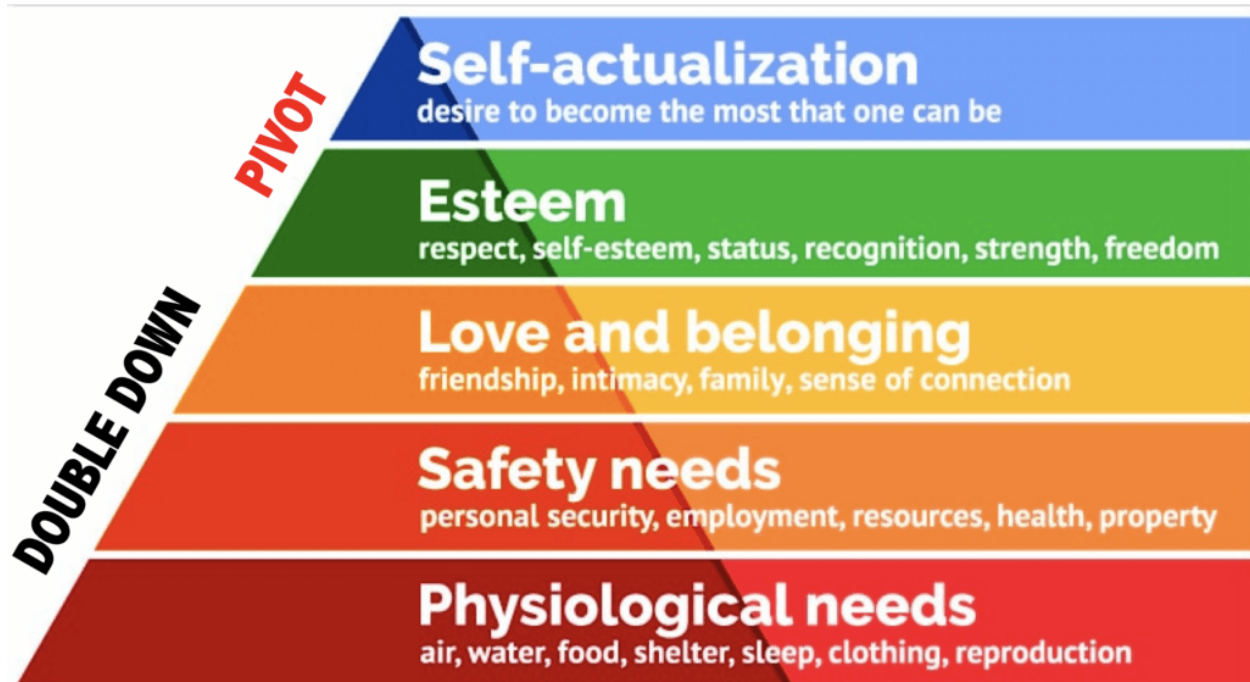 PIVOT
DOUBLE DOWN
Self-actualization
desire to become the most that one can be
Esteem
respect, self-esteem, status, recognition, strength, freedom
Love and belonging
friendship, intimacy, family, sense of connection
Safety needs
personal security, employment, resources, health, property
Physiological needs
air, water, food, shelter, sleep, clothing, reproduction